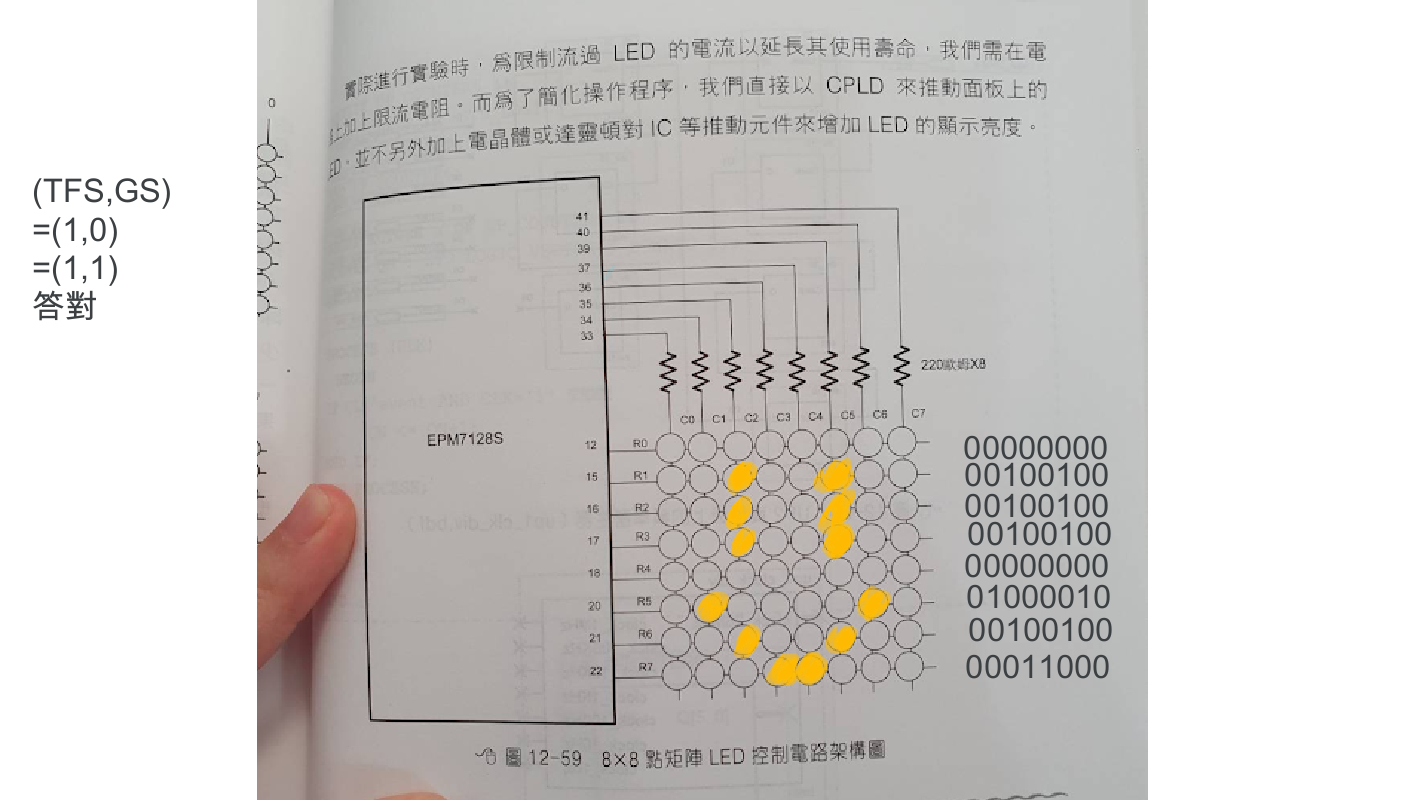 (TFS,GS)
=(1,0)
=(1,1)
答對
實際進行實驗時，為限制流過 LED 的電流以延長其使用壽命，我們需在電
上加上限流電阻。而為了簡化操作程序，我們直接以 CPLD 來推動面板上的
ED，並不另外加上電晶體或達靈頓對 IC 等推動元件來增加 LED 的顯示亮度。
0
41
40
39
37
36
35
34
33
220歐姆X8
C0 C1 C2 C3 C4 C5 C6 C7
EPM7128S
12 R0 00000000
15 R1 00100100
16 R2 00100100
17 R3 00100100
18 R4 00000000
20 R5 01000010
21 R6 00100100
22 R7 00011000
圖 12-59 8×8 點矩陣 LED 控制電路架構圖